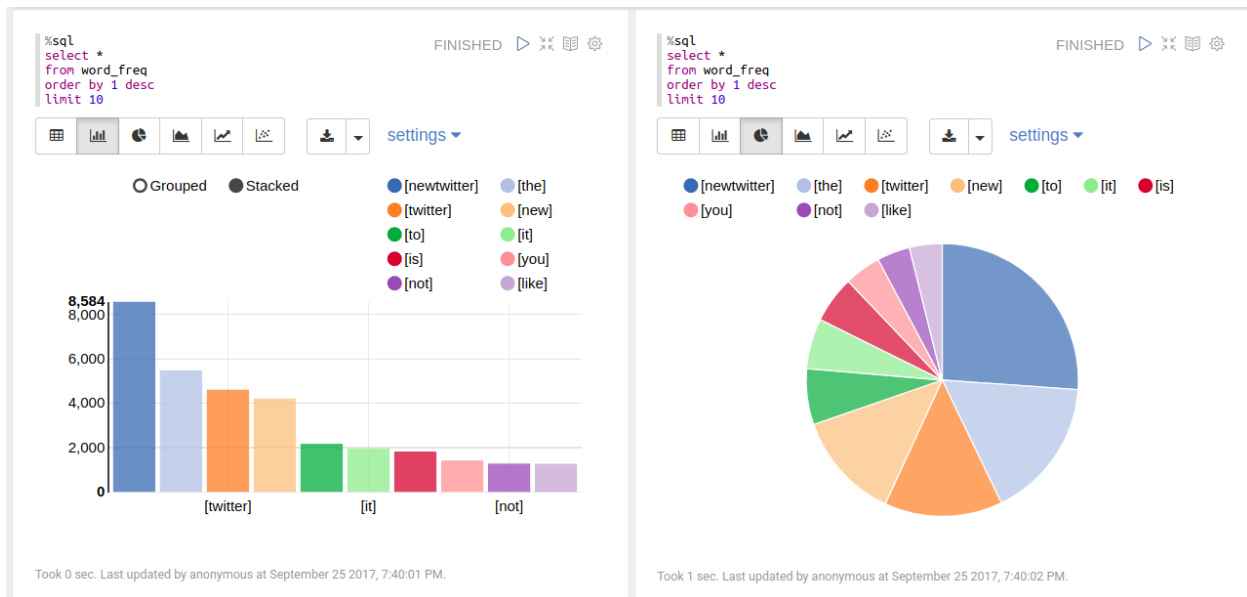 %sql
select *
from word_freq
order by 1 desc
limit 10
FINISHED
settings
Grouped Stacked
[newtwitter] [the]
[twitter] [new]
[to] [it]
[is] [you]
[not] [like]
8,584
8,000
6,000
4,000
2,000
0
[twitter] [it] [not]
Took 0 sec. Last updated by anonymous at September 25 2017, 7:40:01 PM.
%sql
select *
from word_freq
order by 1 desc
limit 10
FINISHED
settings
[newtwitter] [the] [twitter] [new] [to] [it] [is]
[you] [not] [like]
Took 1 sec. Last updated by anonymous at September 25 2017, 7:40:02 PM.